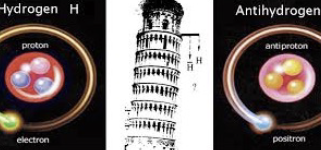 Hydrogen H
proton
electron
H̅
H
?
Antihydrogen
antiproton
positron